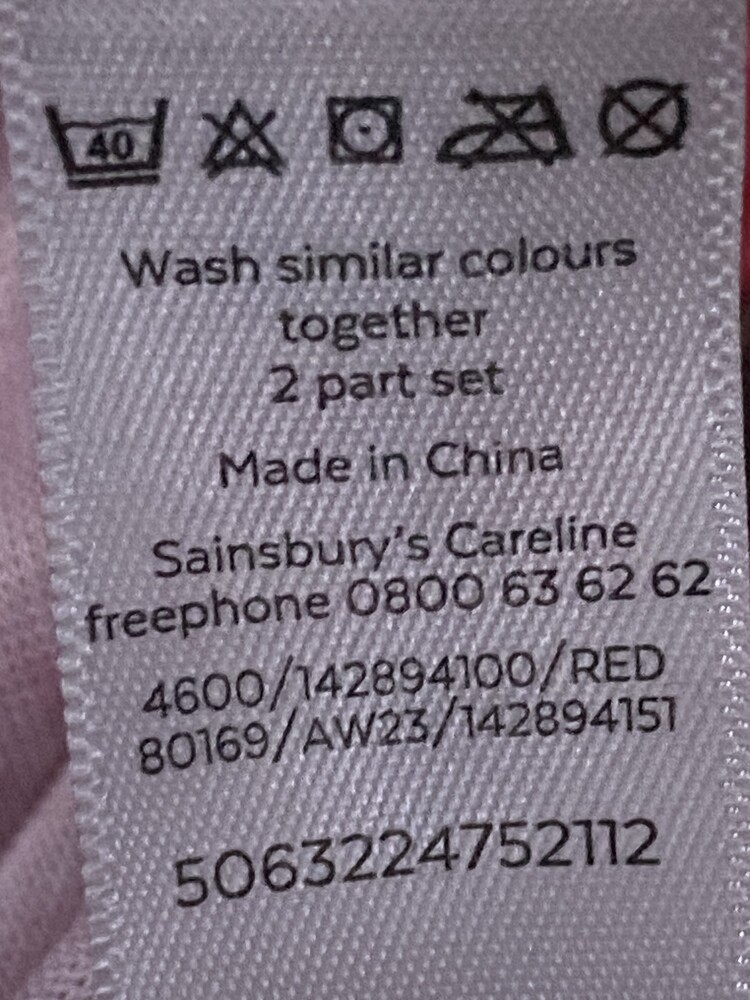 40
Wash similar colours
together
2 part set
Made in China
Sainsbury's Careline
freephone 0800 63 62 62
4600/142894100/RED
80169/AW23/142894151
5063224752112